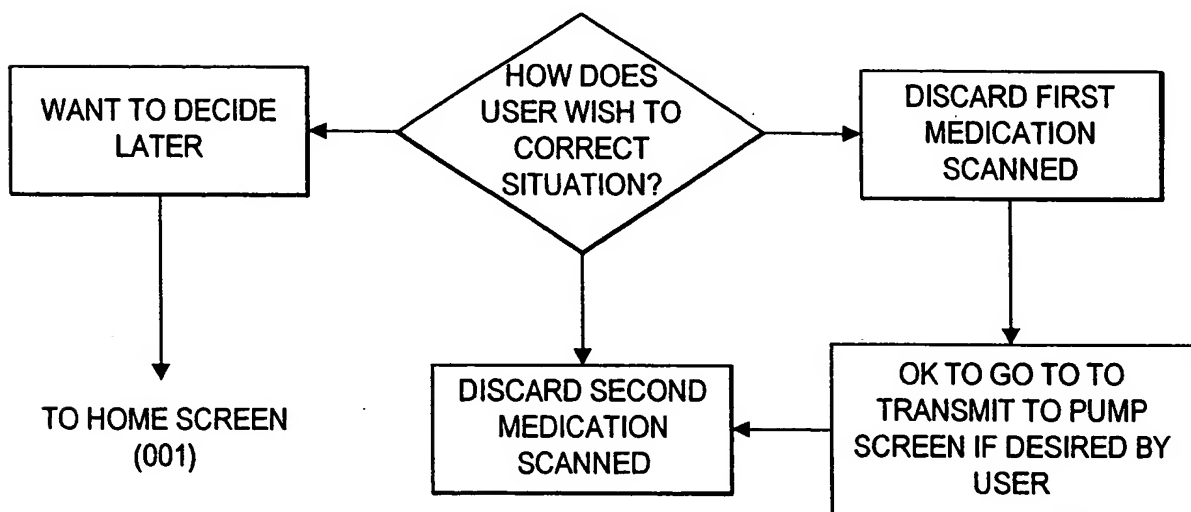 WANT TO DECIDE
LATER
HOW DOES
USER WISH TO
CORRECT
SITUATION?
DISCARD FIRST
MEDICATION
SCANNED
TO HOME SCREEN
(001)
DISCARD SECOND
MEDICATION
SCANNED
OK TO GO TO TO
TRANSMIT TO PUMP
SCREEN IF DESIRED BY
USER